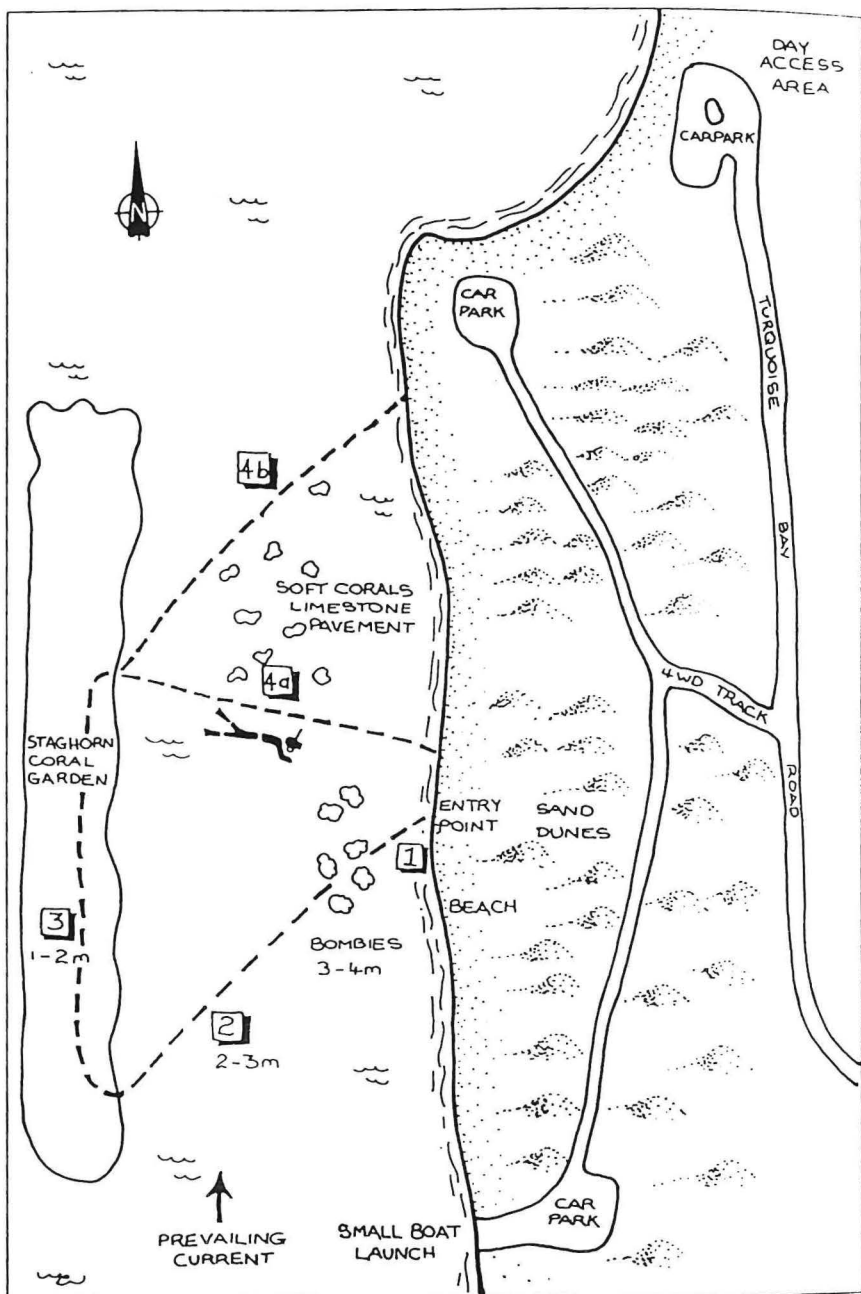 DAY
ACCESS
AREA
CARPARK
N
CAR
PARK
TURQUOISE
BAY
ROAD
4b
SOFT CORALS
LIMESTONE
PAVEMENT
4a
4WD TRACK
STAGHORN
CORAL
GARDEN
ENTRY
POINT
SAND
DUNES
1
BEACH
3
1-2m
BOMBIES
3-4m
2
2-3m
PREVAILING
CURRENT
SMALL BOAT
LAUNCH
CAR
PARK